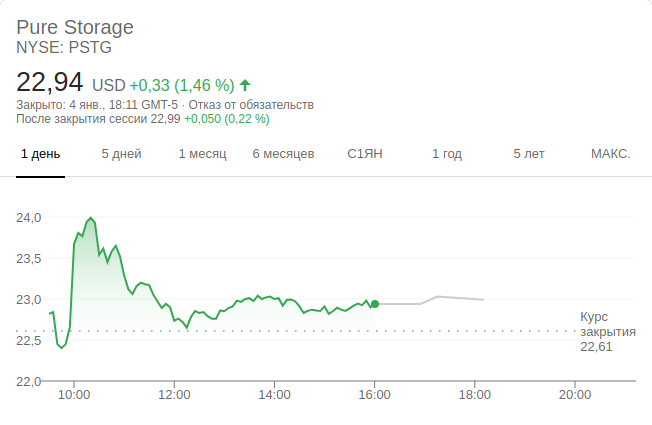 Pure Storage
NYSE: PSTG
22,94 USD +0,33 (1,46 %) ↑
Закрыто: 4 янв., 18:11 GMT-5 · Отказ от обязательств
После закрытия сессии 22,99 +0,050 (0,22 %)
1 день 5 дней 1 месяц 6 месяцев С1ЯН 1 год 5 лет МАКС.
24,0
23,5
23,0
Курс
закрытия
22,61
22,5
22,0
10:00 12:00 14:00 16:00 18:00 20:00